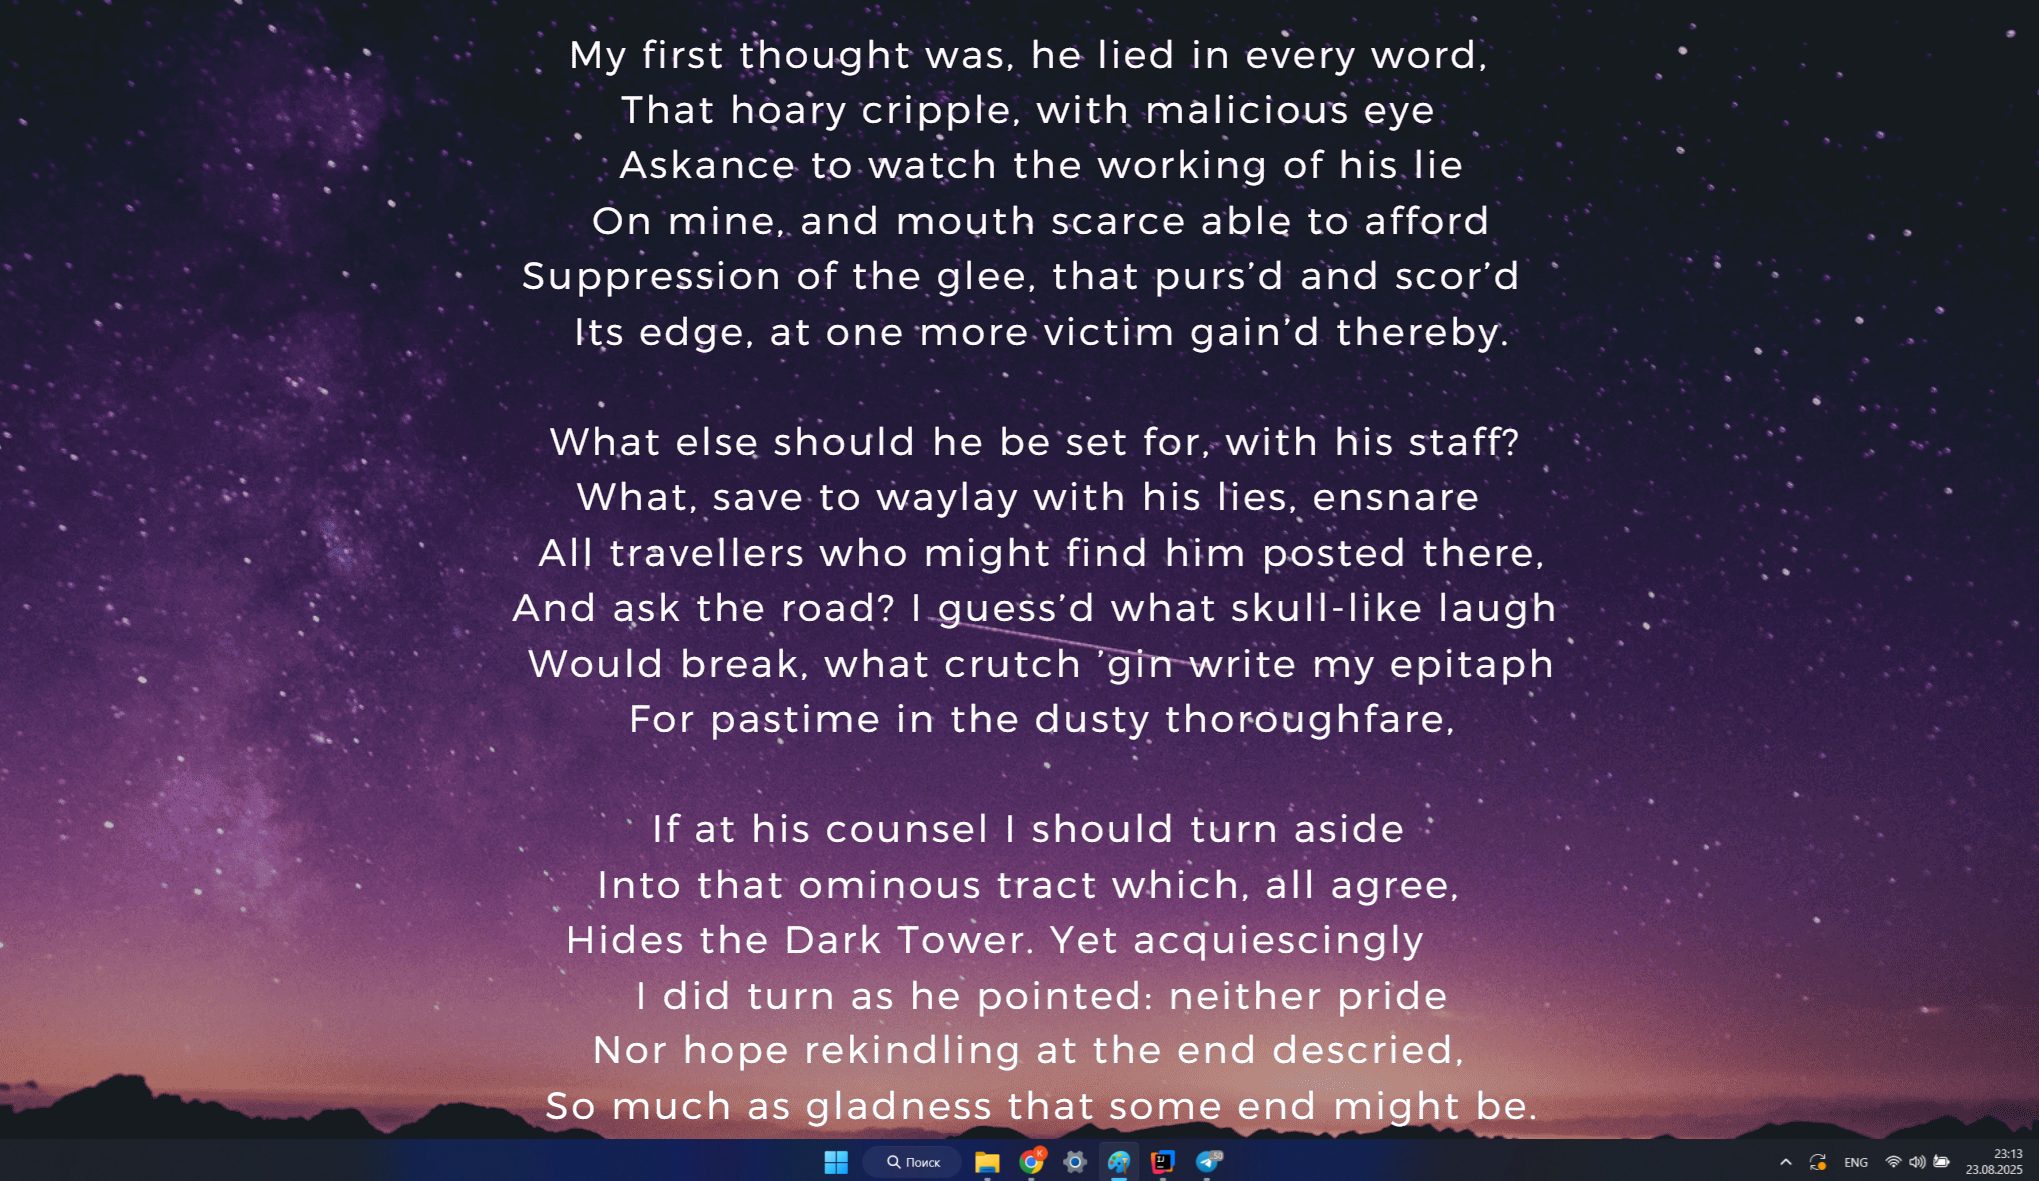 My first thought was, he lied in every word,
That hoary cripple, with malicious eye
Askance to watch the working of his lie
On mine, and mouth scarce able to afford
Suppression of the glee, that purs’d and scor’d
Its edge, at one more victim gain’d thereby.
What else should he be set for, with his staff?
What, save to waylay with his lies, ensnare
All travellers who might find him posted there,
And ask the road? I guess’d what skull-like laugh
Would break, what crutch ’gin write my epitaph
For pastime in the dusty thoroughfare,
If at his counsel I should turn aside
Into that ominous tract which, all agree,
Hides the Dark Tower. Yet acquiescingly
I did turn as he pointed: neither pride
Nor hope rekindling at the end descried,
So much as gladness that some end might be.
Поиск
K
IJ
50
ENG
23:13
23.08.2025